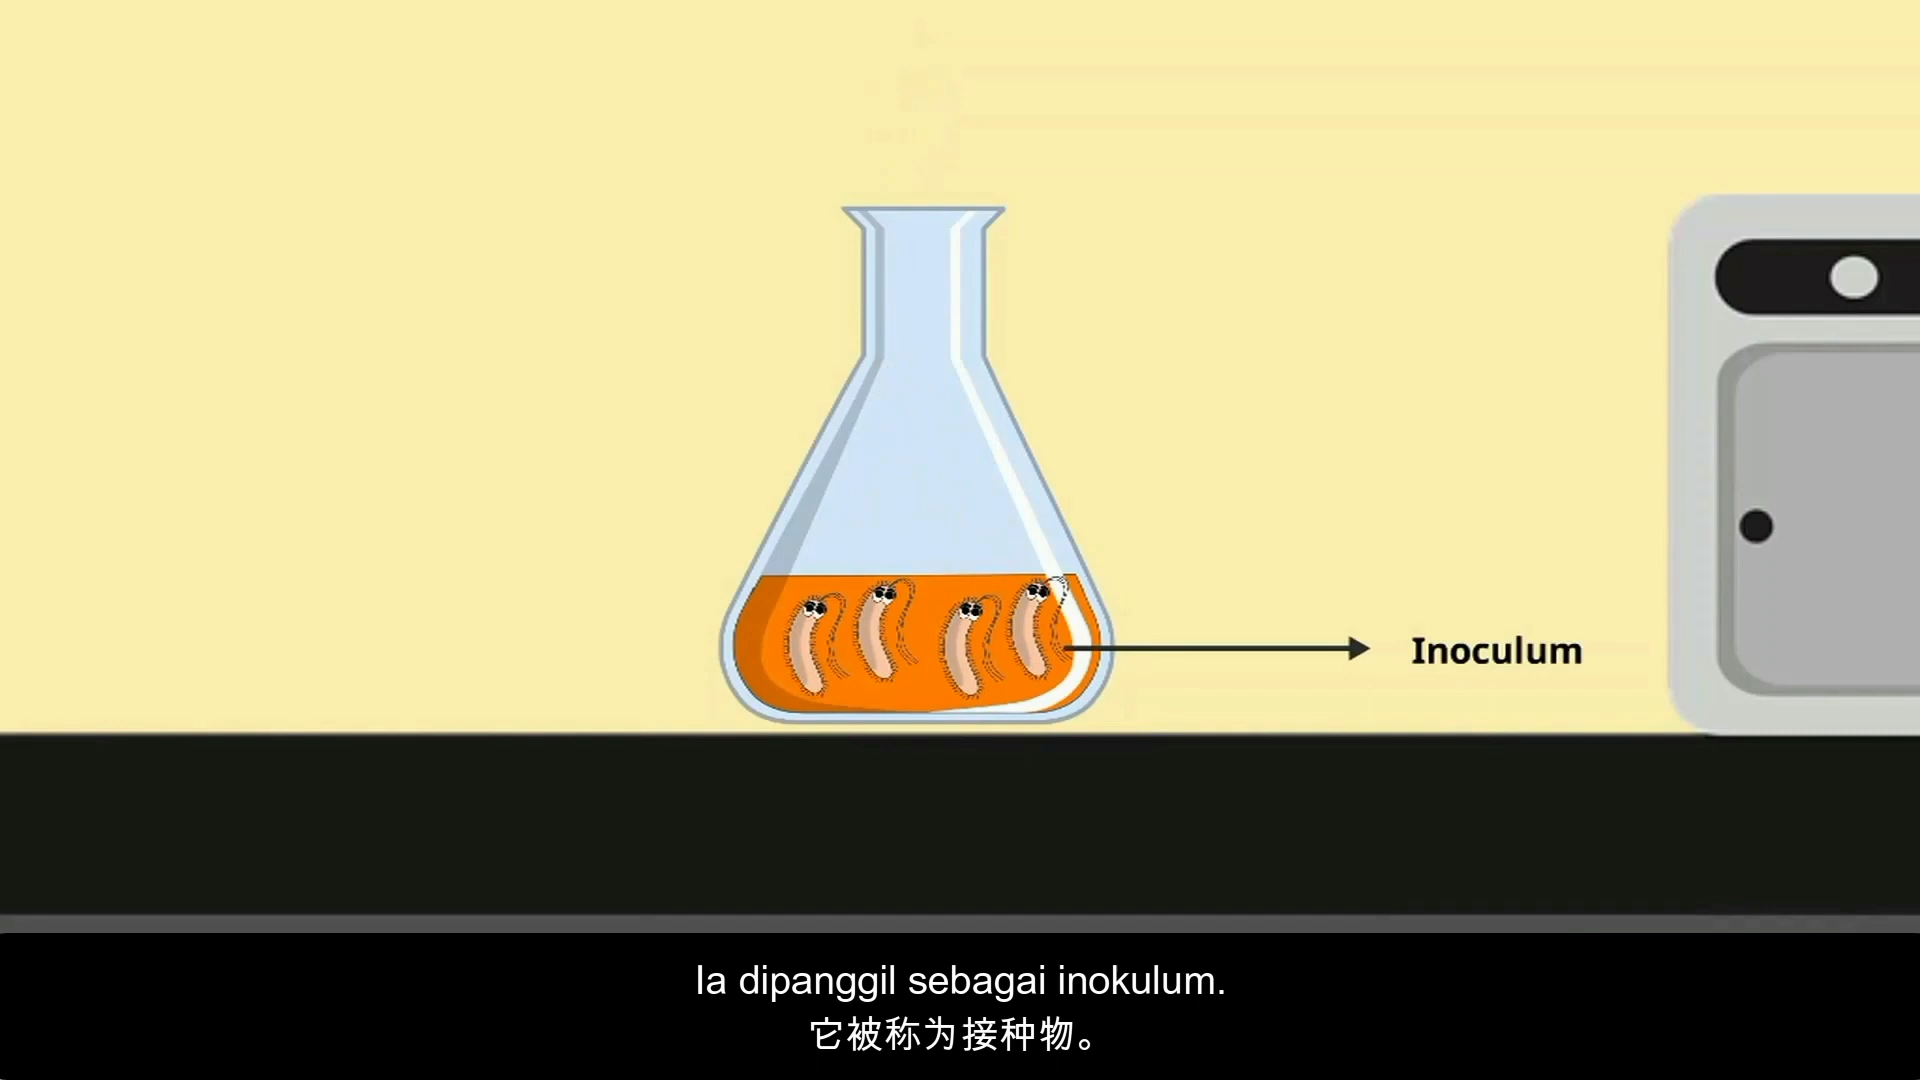 Inoculum
Ia dipanggil sebagai inokulum.
它被称为接种物。